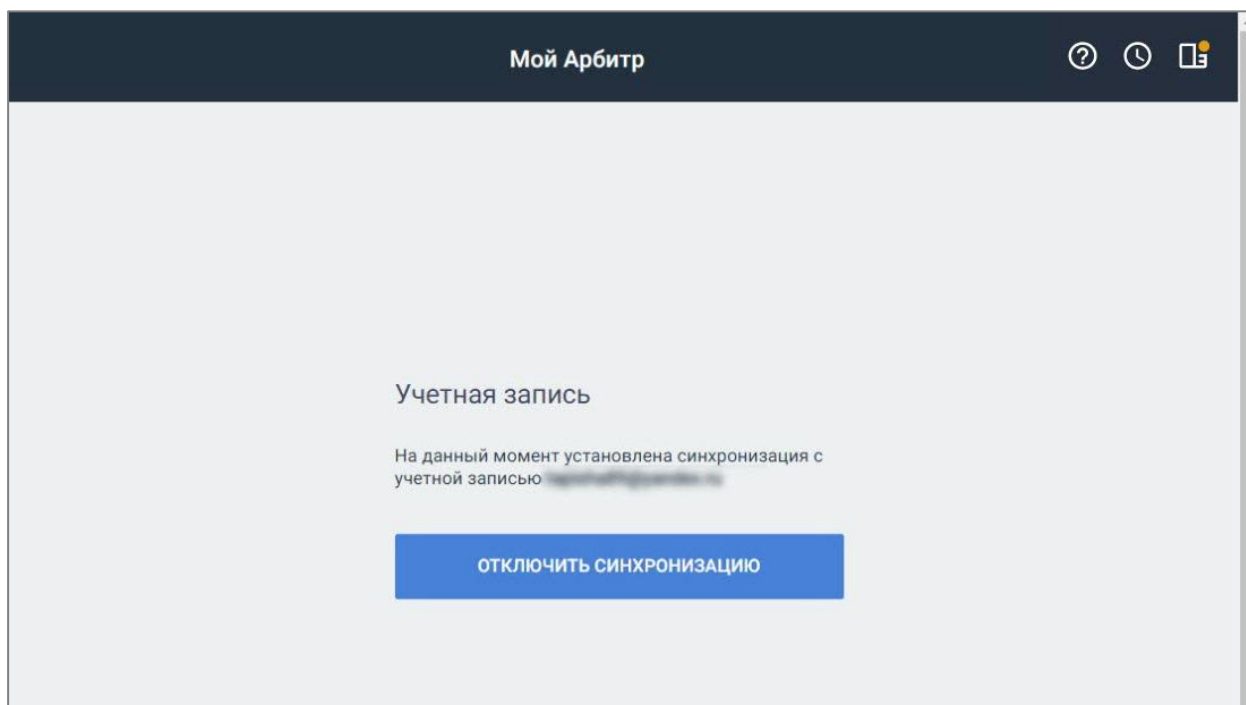 Мой Арбитр
Учетная запись
На данный момент установлена синхронизация с
учетной записью
ОТКЛЮЧИТЬ СИНХРОНИЗАЦИЮ